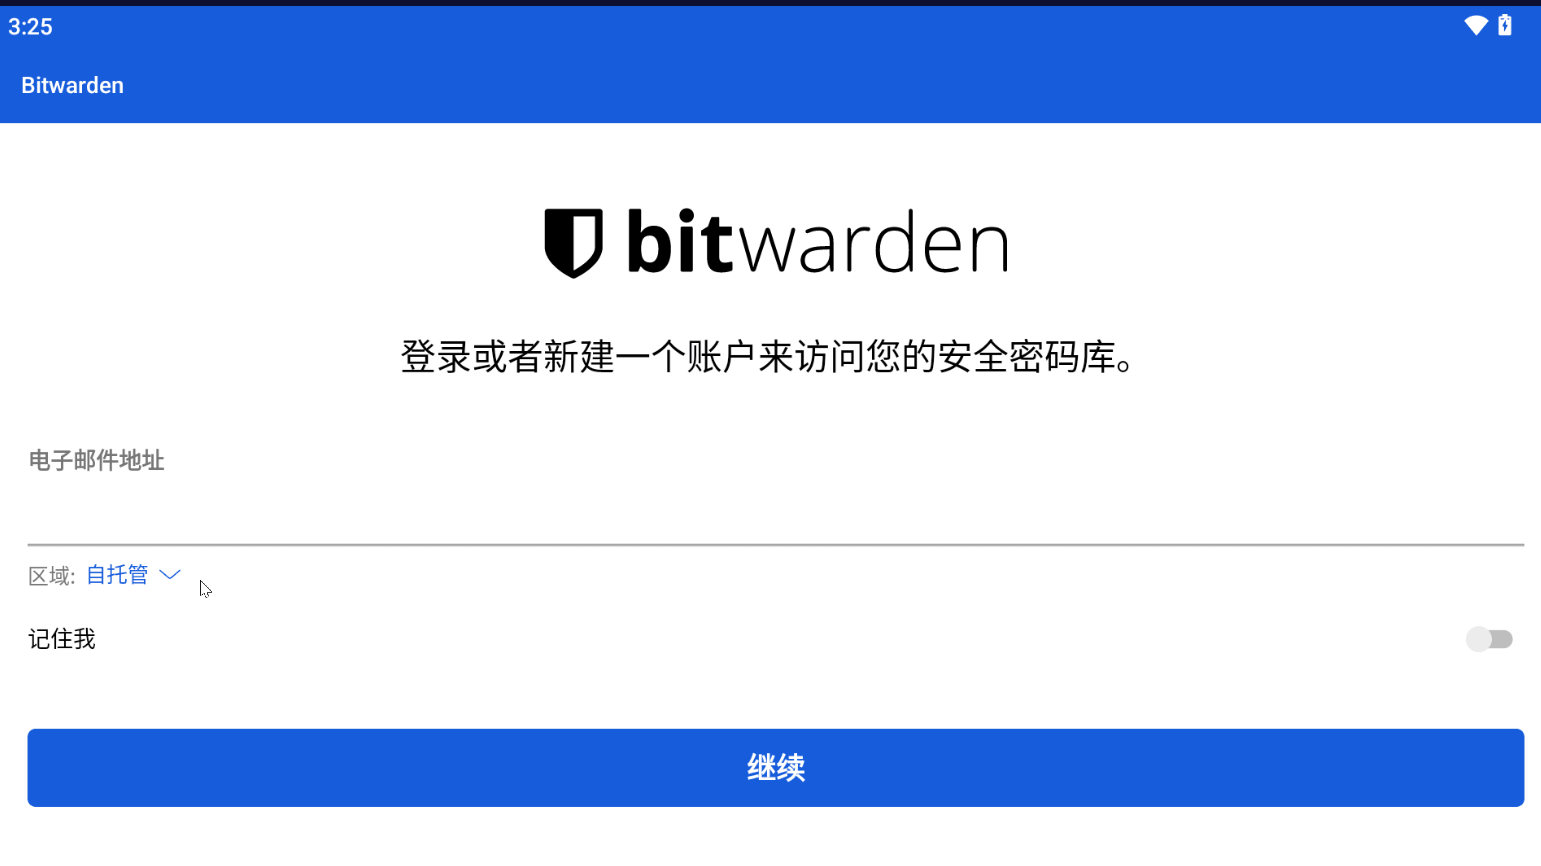 3:25
Bitwarden
bitwarden
登录或者新建一个账户来访问您的安全密码库。
电子邮件地址
区域: 自托管
记住我
继续